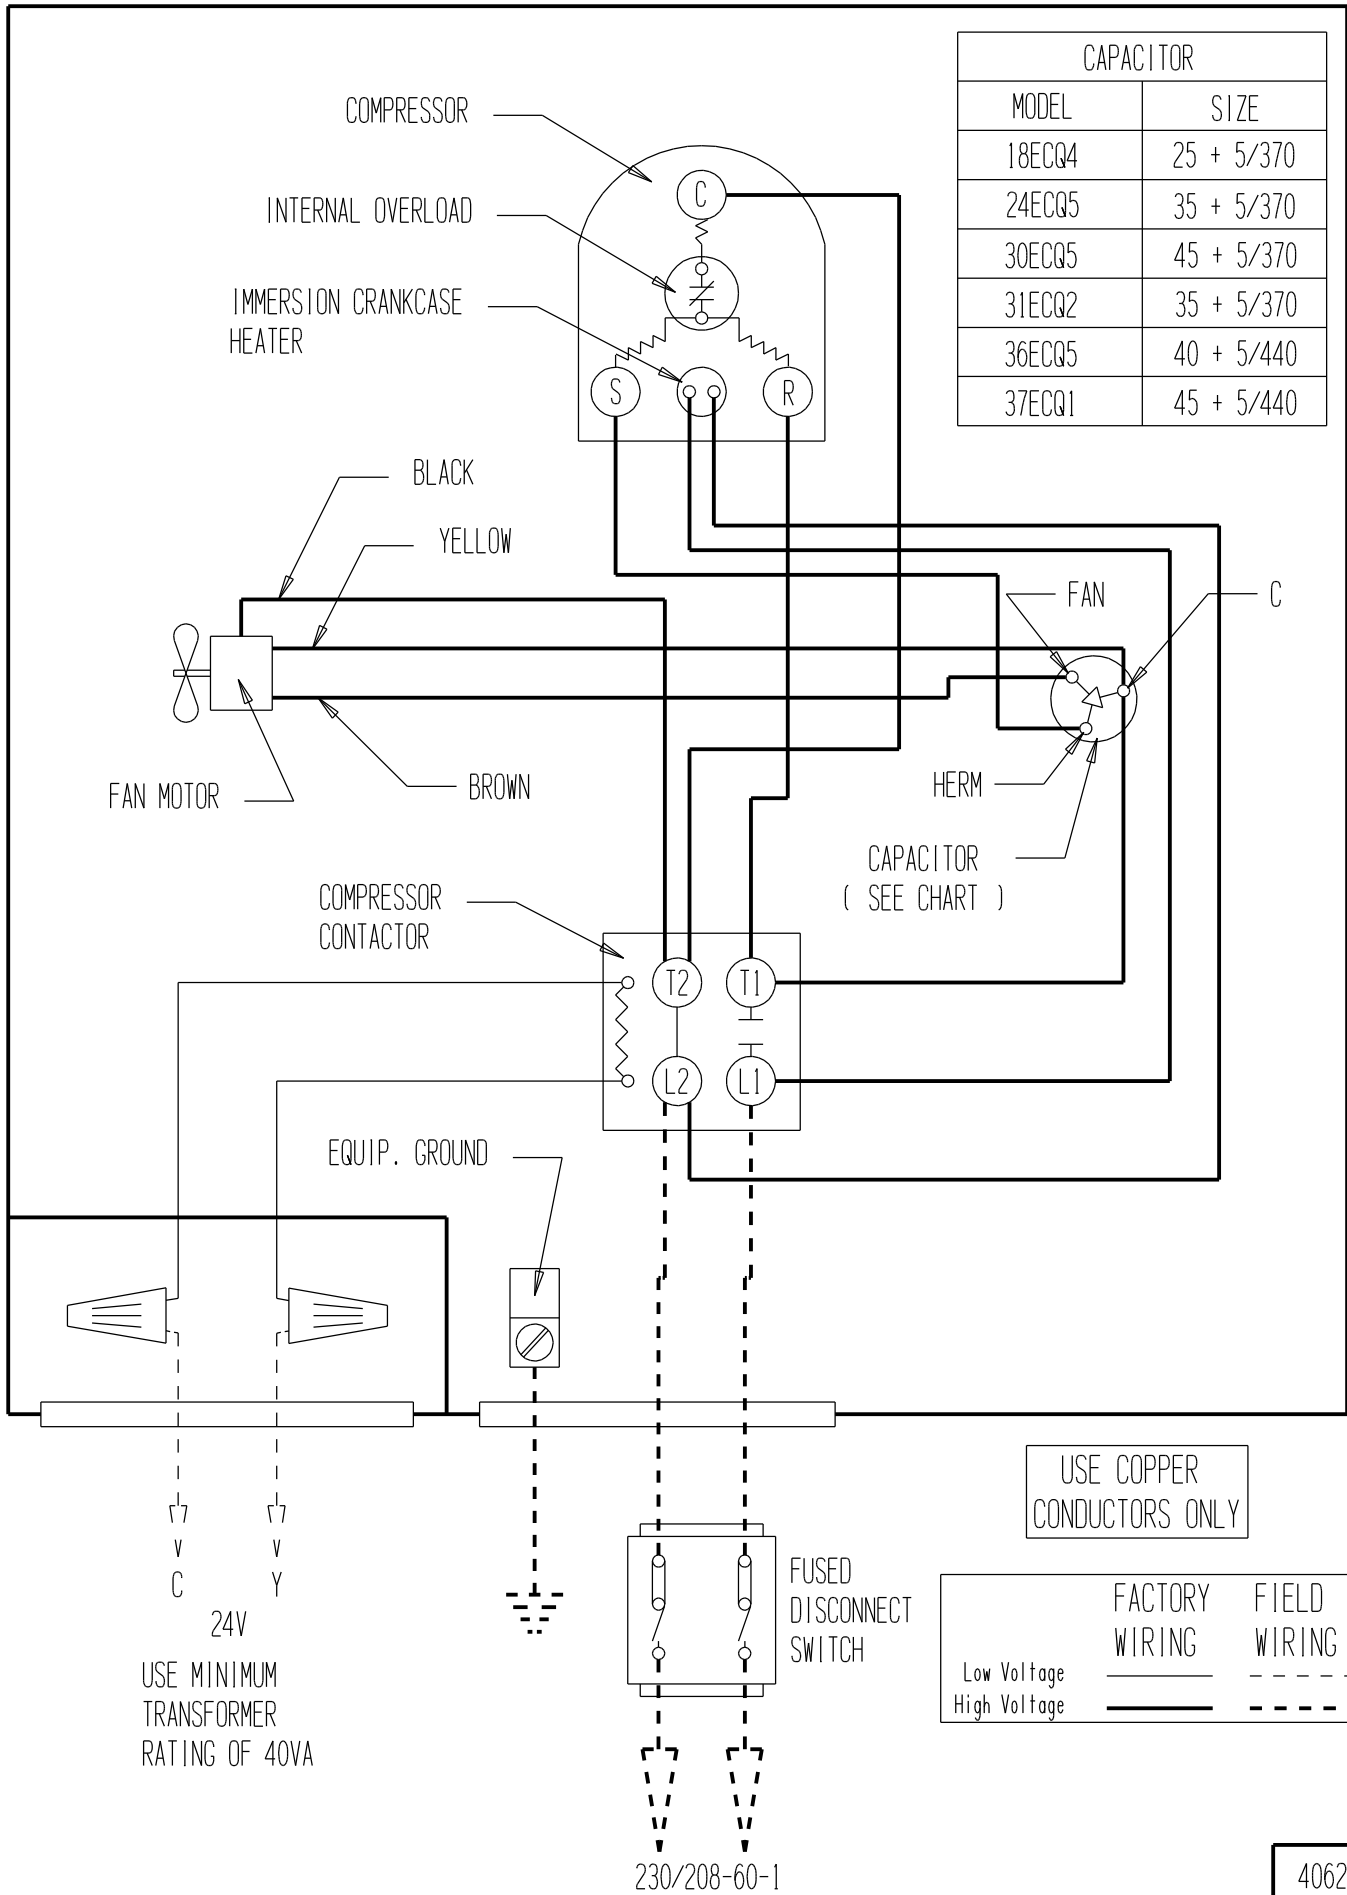 CAPACITOR
MODEL SIZE
18ECQ4 25 + 5/370
24ECQ5 35 + 5/370
30ECQ5 45 + 5/370
31ECQ2 35 + 5/370
36ECQ5 40 + 5/440
37ECQ1 45 + 5/440
COMPRESSOR
INTERNAL OVERLOAD
IMMERSION CRANKCASE
HEATER
C
S
R
BLACK
YELLOW
FAN
C
FAN MOTOR
BROWN
HERM
CAPACITOR
( SEE CHART )
COMPRESSOR
CONTACTOR
T2
T1
L2
L1
EQUIP. GROUND
C
Y
24V
USE MINIMUM
TRANSFORMER
RATING OF 40VA
FUSED
DISCONNECT
SWITCH
USE COPPER
CONDUCTORS ONLY
FACTORY FIELD
WIRING WIRING
Low Voltage
High Voltage
230/208-60-1
4062